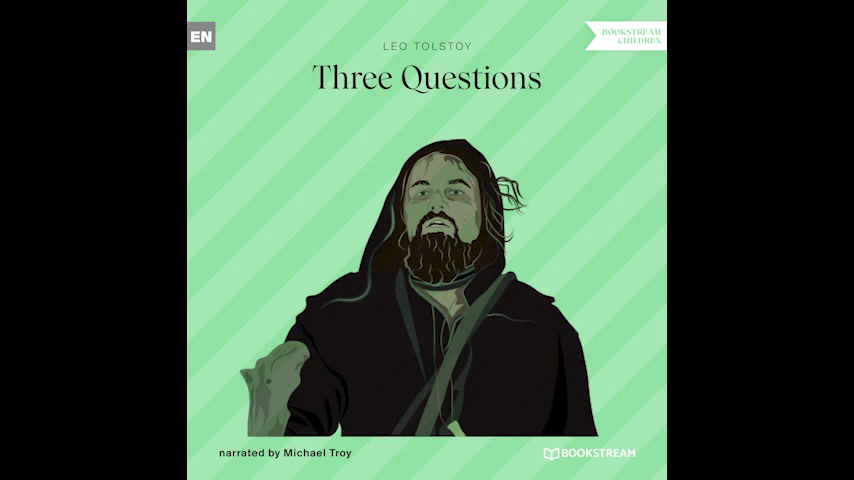 EN
BOOKSTREAM
CHILDREN
LEO TOLSTOY
Three Questions
narrated by Michael Troy
BOOKSTREAM